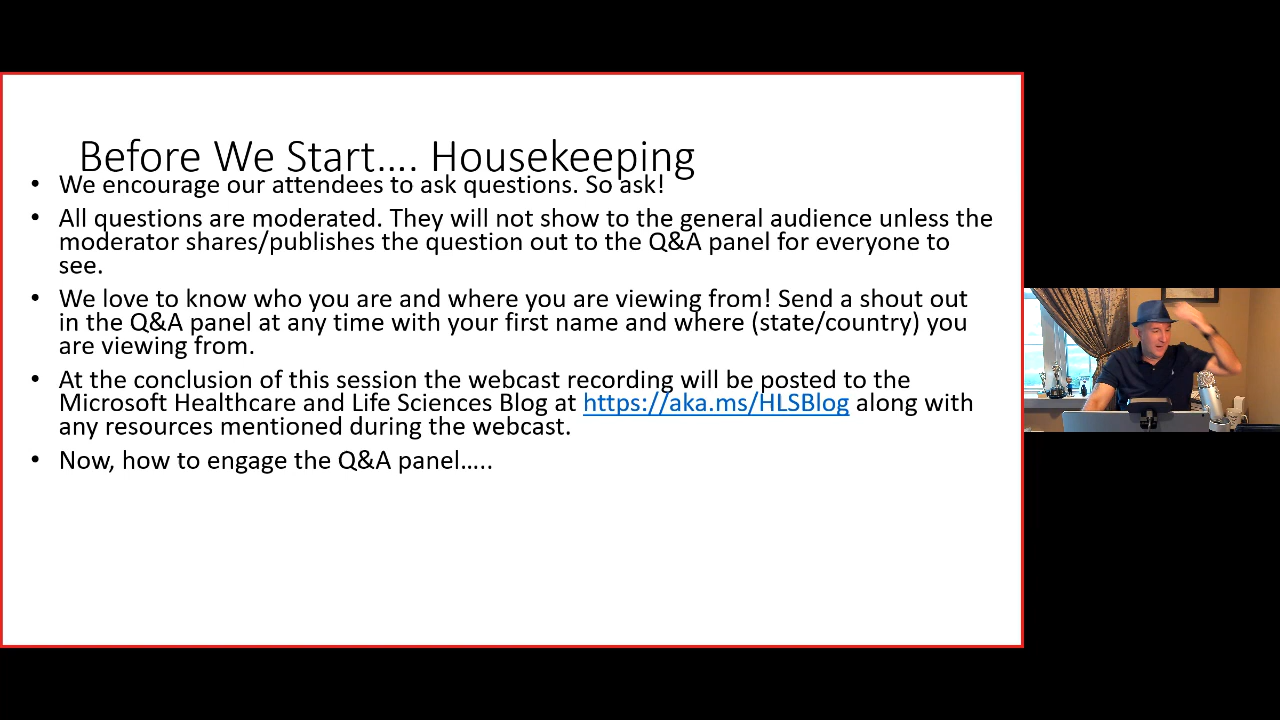 Before We Start.... Housekeeping
• We encourage our attendees to ask questions. So ask!
• All questions are moderated. They will not show to the general audience unless the
moderator shares/publishes the question out to the Q&A panel for everyone to
see.
• We love to know who you are and where you are viewing from! Send a shout out
in the Q&A panel at any time with your first name and where (state/country) you
are viewing from.
• At the conclusion of this session the webcast recording will be posted to the
Microsoft Healthcare and Life Sciences Blog at https://aka.ms/HLSBlog along with
any resources mentioned during the webcast.
• Now, how to engage the Q&A panel.....